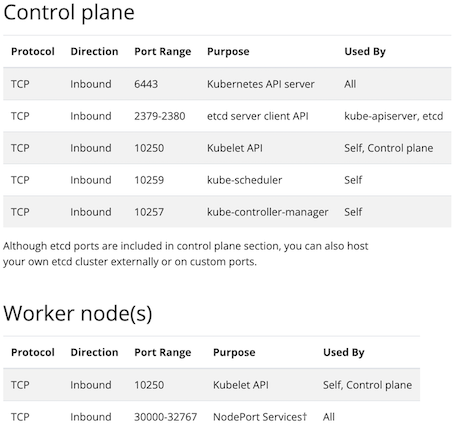 Control plane
Protocol Direction Port Range Purpose Used By
TCP Inbound 6443 Kubernetes API server All
TCP Inbound 2379-2380 etcd server client API kube-apiserver, etcd
TCP Inbound 10250 Kubelet API Self, Control plane
TCP Inbound 10259 kube-scheduler Self
TCP Inbound 10257 kube-controller-manager Self
Although etcd ports are included in control plane section, you can also host
your own etcd cluster externally or on custom ports.
Worker node(s)
Protocol Direction Port Range Purpose Used By
TCP Inbound 10250 Kubelet API Self, Control plane
TCP Inbound 30000-32767 NodePort Services† All